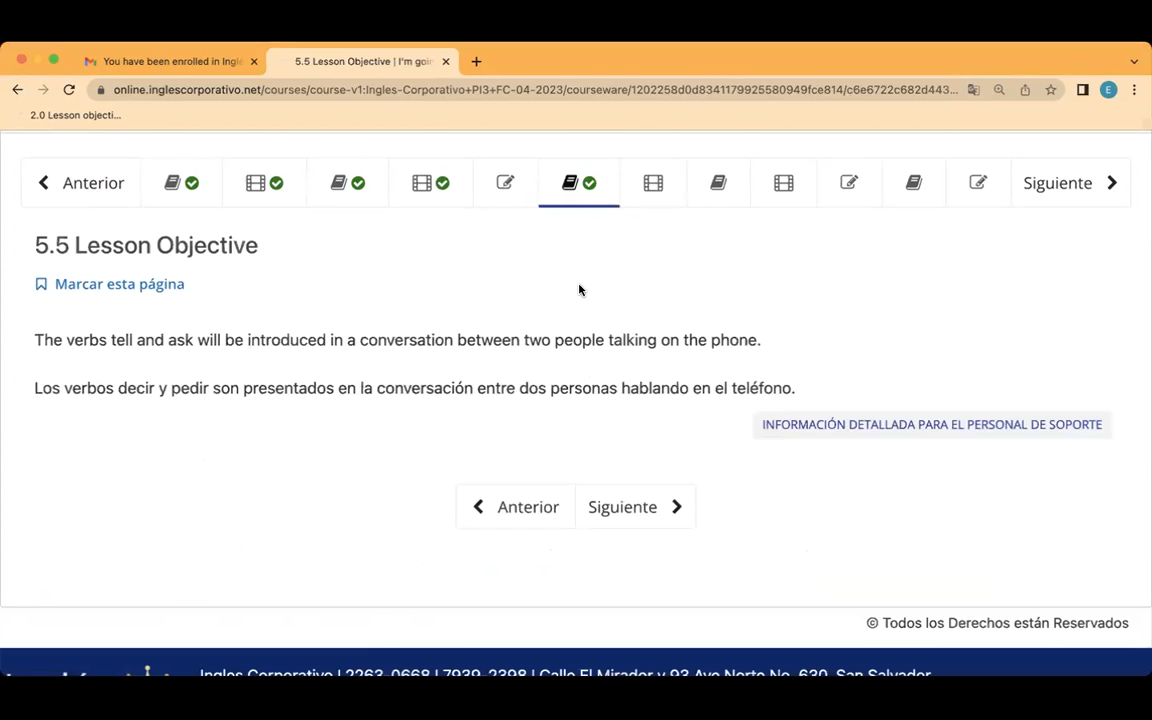 You have been enrolled in Ingl
5.5 Lesson Objective | I'm goin
online.inglescorporativo.net/courses/course-v1:Ingles-Corporativo+PI3+FC-04-2023/courseware/1202258d0d8341179925580949fce814/c6e6722c682d443...
E
2.0 Lesson objecti...
Anterior
Siguiente
5.5 Lesson Objective
Marcar esta página
The verbs tell and ask will be introduced in a conversation between two people talking on the phone.
Los verbos decir y pedir son presentados en la conversación entre dos personas hablando en el teléfono.
INFORMACIÓN DETALLADA PARA EL PERSONAL DE SOPORTE
Anterior
Siguiente
© Todos los Derechos están Reservados
Ingles Corporativo | 2263-0668 | 7939-2398 | Calle El Mirador y 93 Ave Norte No. 630, San Salvador